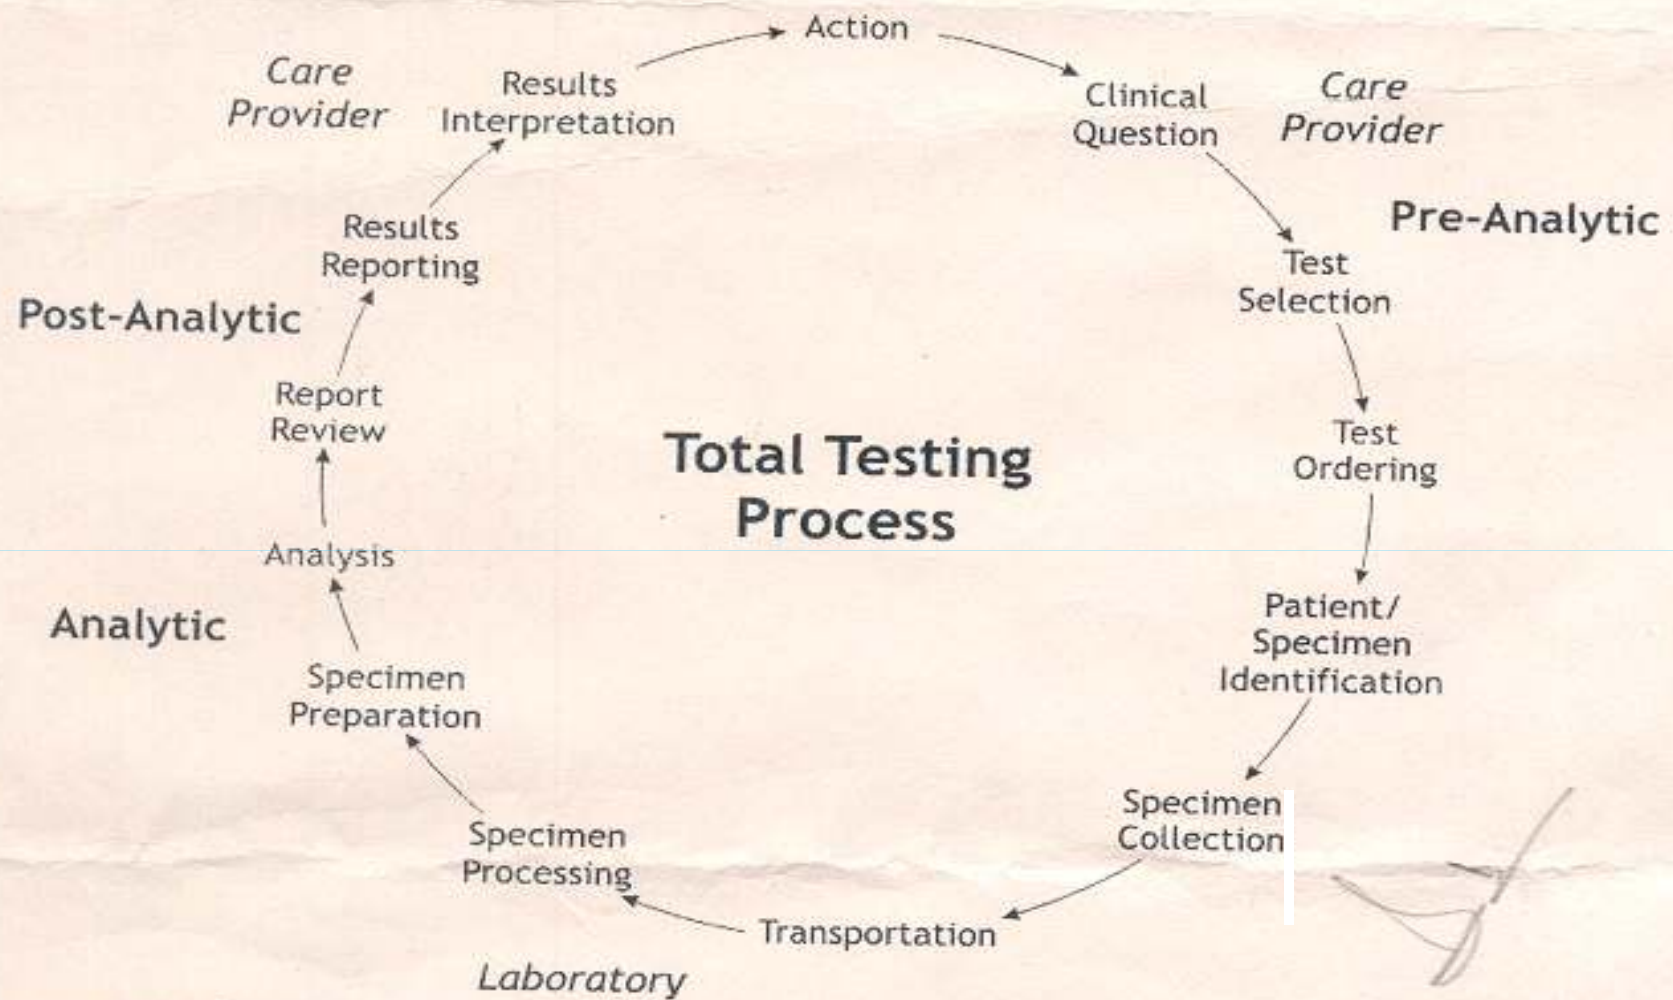 Action
Care
Provider
Results
Interpretation
Clinical
Question
Care
Provider
Pre-Analytic
Results
Reporting
Test
Selection
Post-Analytic
Report
Review
Total Testing
Process
Test
Ordering
Analysis
Analytic
Patient/
Specimen
Identification
Specimen
Preparation
Specimen
Collection
Specimen
Processing
Transportation
Laboratory